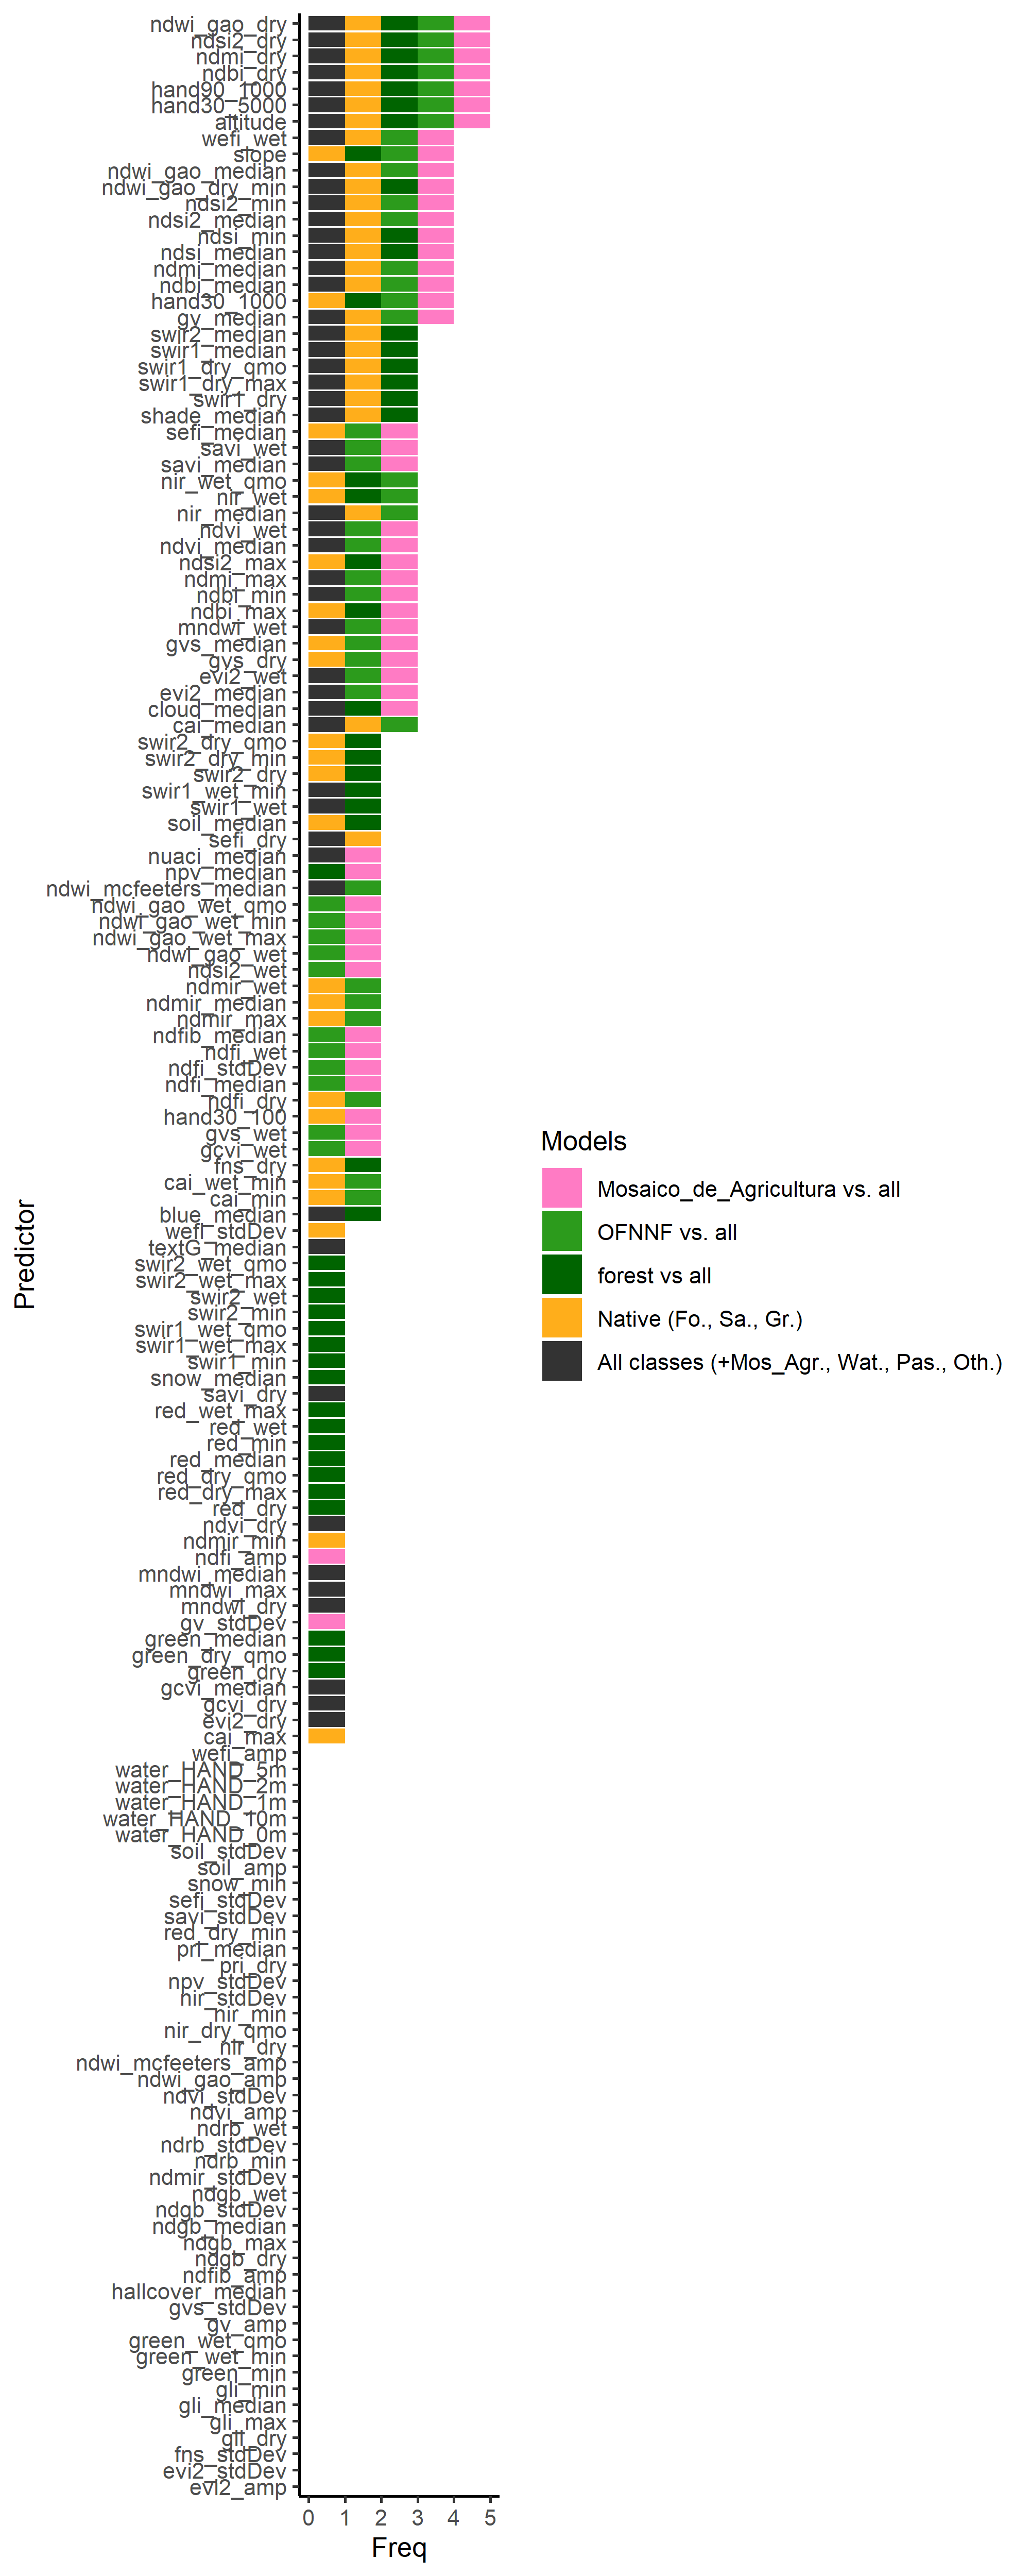 ndwi_gao_dry
ndsi2_dry
ndmi_dry
ndbi_dry
hand90_1000
hand30_5000
altitude
wefi_wet
slope
ndwi_gao_median
ndwi_gao_dry_min
ndsi2_min
ndsi2_median
ndsi_min
ndsi_median
ndmi_median
ndbi_median
hand30_1000
gv_median
swir2_median
swir1_median
swir1_dry_qmo
swir1_dry_max
swir1_dry
shade_median
sefi_median
savi_wet
savi_median
nir_wet_qmo
nir_wet
nir_median
ndvi_wet
ndvi_median
ndsi2_max
ndmi_max
ndbi_min
ndbi_max
mndwi_wet
gvs_median
gvs_dry
evi2_wet
evi2_median
cloud_median
cai_median
swir2_dry_qmo
swir2_dry_min
swir2_dry
swir1_wet_min
swir1_wet
soil_median
sefi_dry
nuaci_median
npv_median
ndwi_mcfeeters_median
ndwi_gao_wet_qmo
ndwi_gao_wet_min
ndwi_gao_wet_max
ndwi_gao_wet
ndsi2_wet
ndmir_wet
ndmir_median
ndmir_max
ndfib_median
ndfi_wet
ndfi_stdDev
ndfi_median
ndfi_dry
hand30_100
gvs_wet
gcvi_wet
fns_dry
cai_wet_min
cai_min
blue_median
wefi_stdDev
textG_median
swir2_wet_qmo
swir2_wet_max
swir2_wet
swir2_min
swir1_wet_qmo
swir1_wet_max
swir1_min
snow_median
savi_dry
red_wet_max
red_wet
red_min
red_median
red_dry_qmo
red_dry_max
red_dry
ndvi_dry
ndmir_min
ndfi_amp
mndwi_median
mndwi_max
mndwi_dry
gv_stdDev
green_median
green_dry_qmo
green_dry
gcvi_median
gcvi_dry
evi2_dry
cai_max
wefi_amp
water_HAND_5m
water_HAND_2m
water_HAND_1m
water_HAND_10m
water_HAND_0m
soil_stdDev
soil_amp
snow_min
sefi_stdDev
savi_stdDev
red_dry_min
pri_median
pri_dry
npv_stdDev
nir_stdDev
nir_min
nir_dry_qmo
nir_dry
ndwi_mcfeeters_amp
ndwi_gao_amp
ndvi_stdDev
ndvi_amp
ndrb_wet
ndrb_stdDev
ndrb_min
ndmir_stdDev
ndgb_wet
ndgb_stdDev
ndgb_median
ndgb_max
ndgb_dry
ndfib_amp
hallcover_median
gvs_stdDev
gv_amp
green_wet_qmo
green_wet_min
green_min
gli_min
gli_median
gli_max
gli_dry
fns_stdDev
evi2_stdDev
evi2_amp
0 1 2 3 4 5
Freq
Predictor
Models
Mosaico_de_Agricultura vs. all
OFNNF vs. all
forest vs all
Native (Fo., Sa., Gr.)
All classes (+Mos_Agr., Wat., Pas., Oth.)